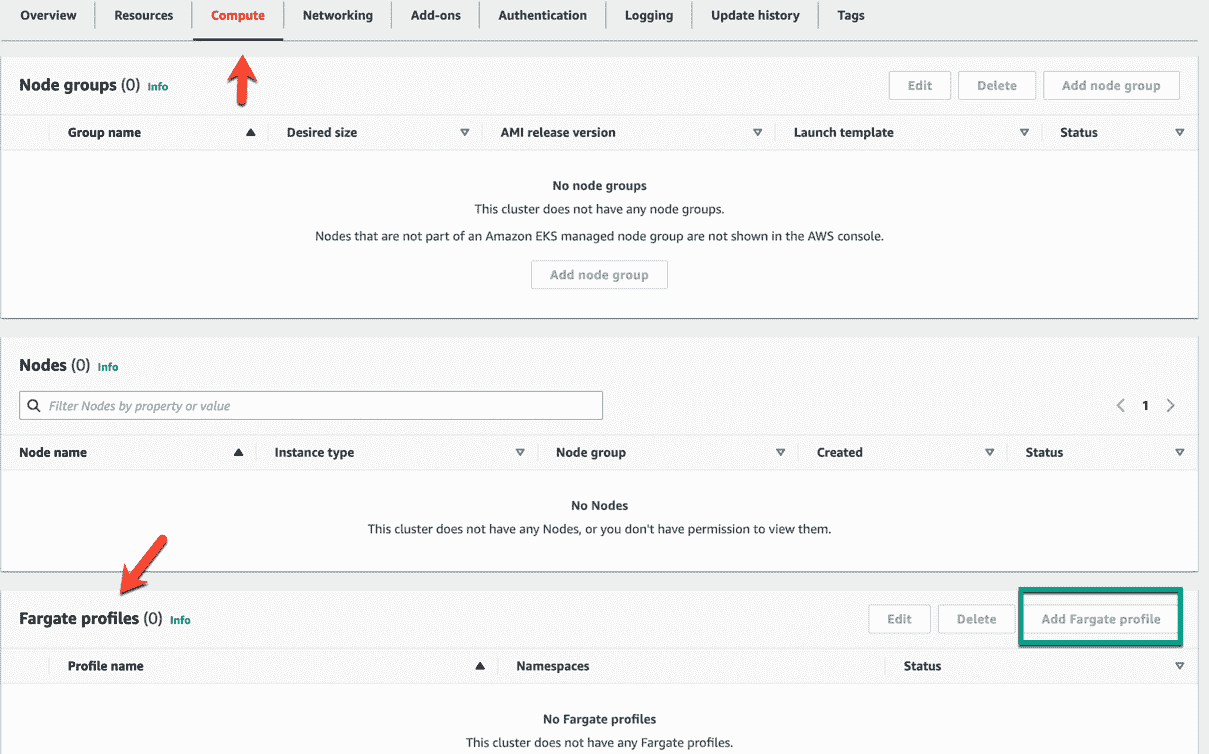 Overview Resources Compute Networking Add-ons Authentication Logging Update history Tags
Node groups (0) Info Edit Delete Add node group
Group name Desired size AMI release version Launch template Status
No node groups
This cluster does not have any node groups.
Nodes that are not part of an Amazon EKS managed node group are not shown in the AWS console.
Add node group
Nodes (0) Info
Filter Nodes by property or value 1
Node name Instance type Node group Created Status
No Nodes
This cluster does not have any Nodes, or you don't have permission to view them.
Fargate profiles (0) Info Edit Delete Add Fargate profile
Profile name Namespaces Status
No Fargate profiles
This cluster does not have any Fargate profiles.